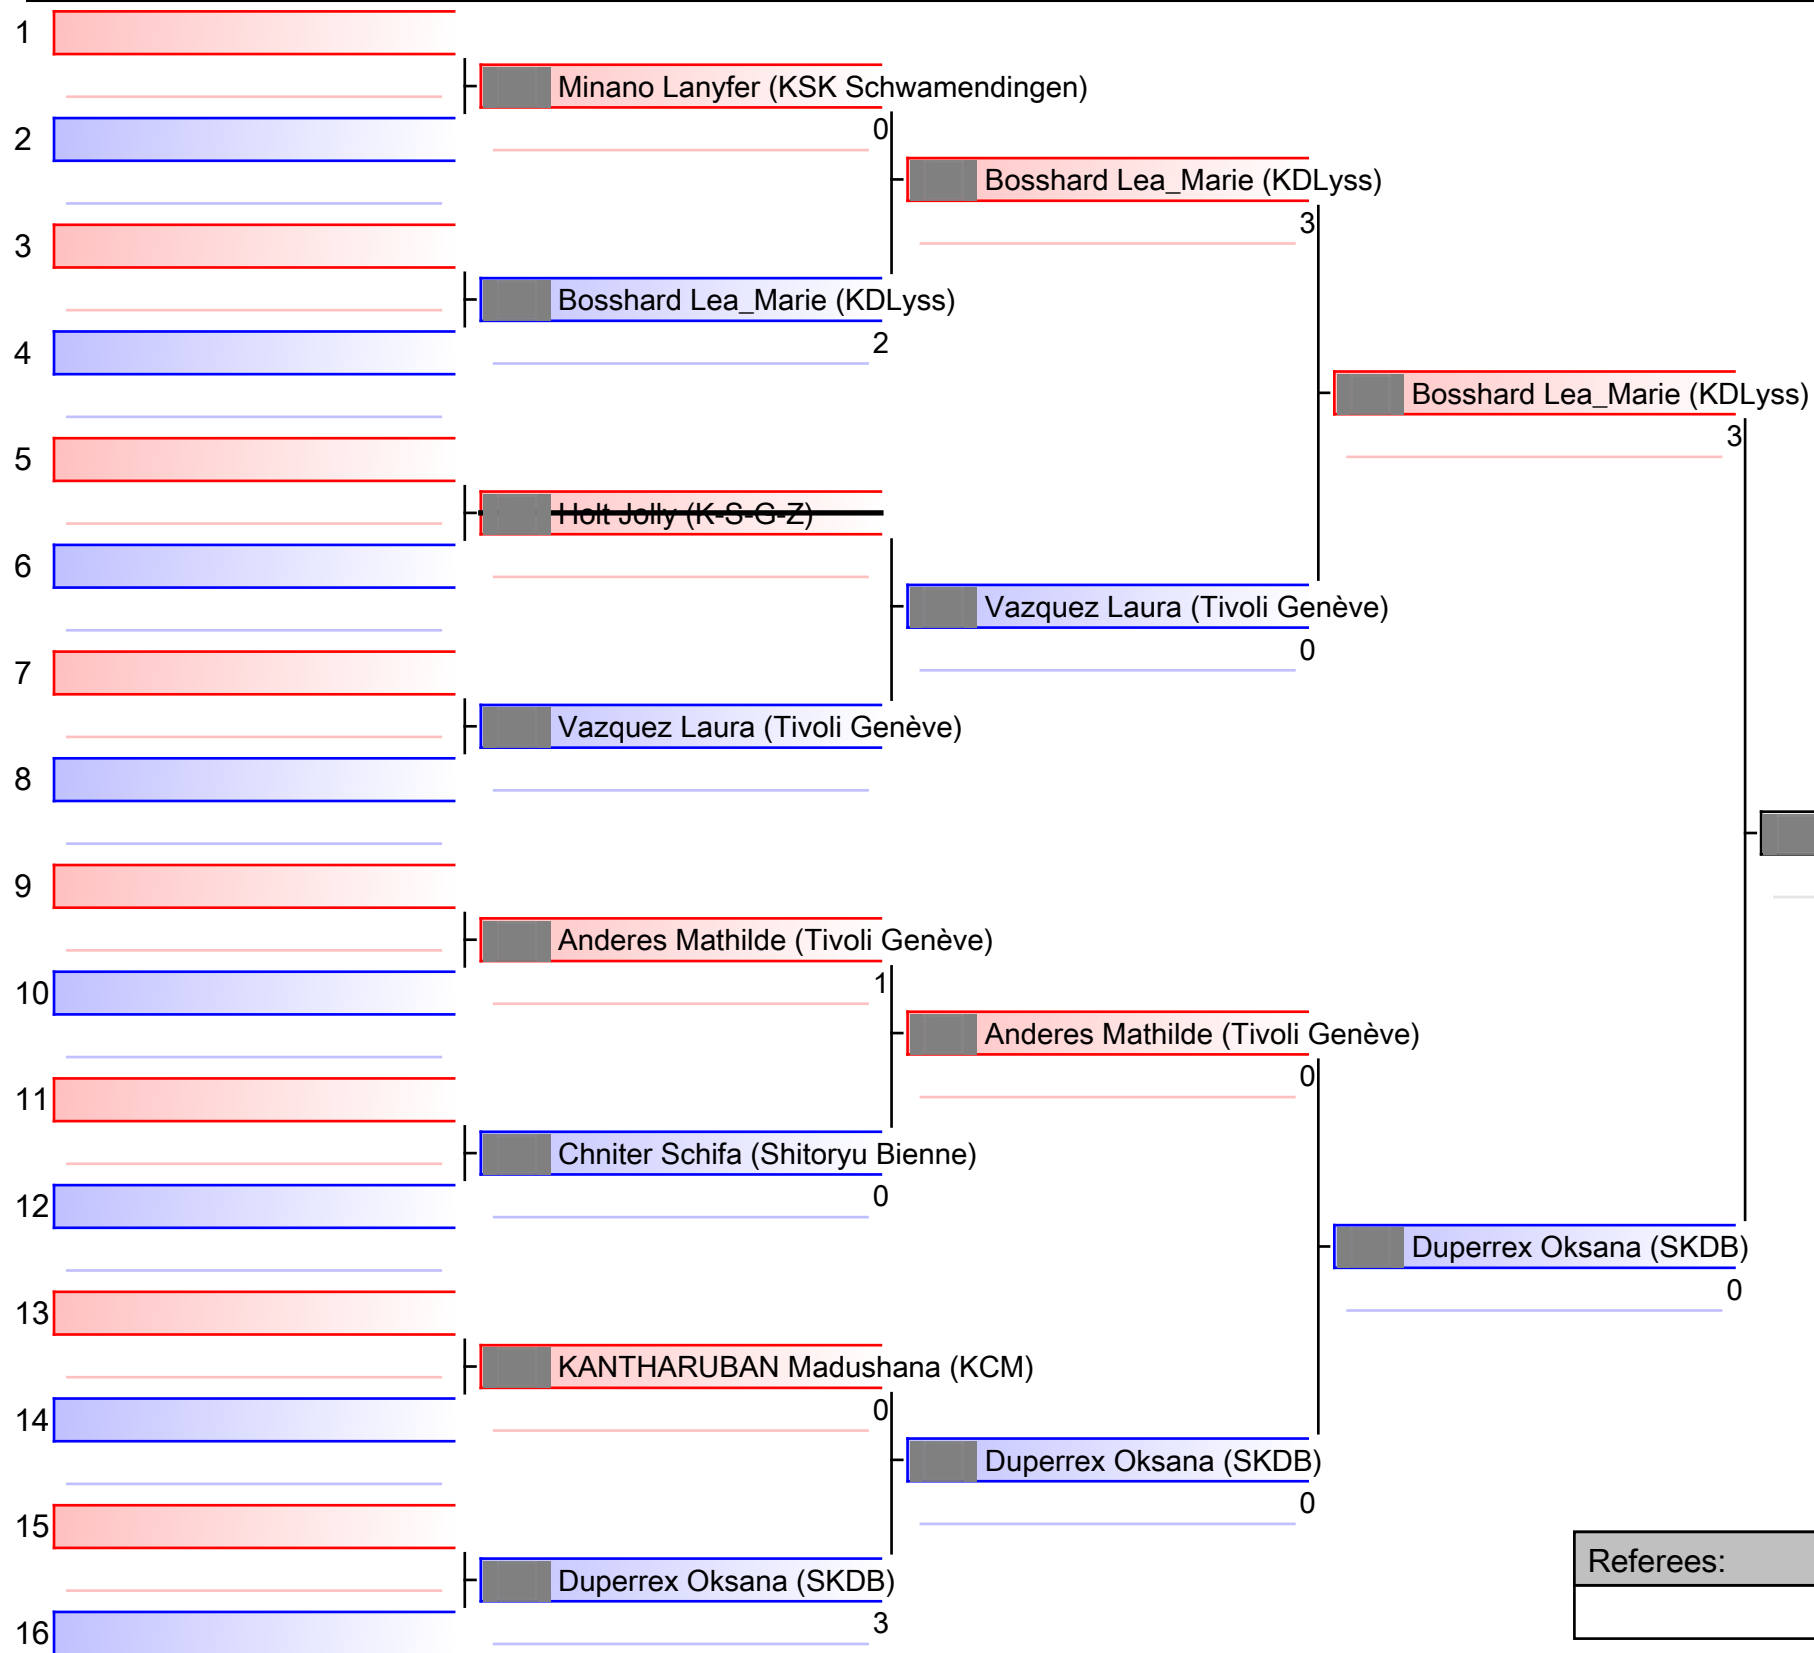 1
Minano Lanyfer (KSK Schwamendingen)
0
2
Bosshard Lea_Marie (KDLyss)
3
3
Bosshard Lea_Marie (KDLyss)
2
4
Bosshard Lea_Marie (KDLyss)
3
5
Holt Jolly (K-S-G-Z)
6
Vazquez Laura (Tivoli Genève)
0
7
Vazquez Laura (Tivoli Genève)
8
9
Anderes Mathilde (Tivoli Genève)
1
10
Anderes Mathilde (Tivoli Genève)
0
11
Chniter Schifa (Shitoryu Bienne)
0
12
Duperrex Oksana (SKDB)
0
13
KANTHARUBAN Madushana (KCM)
0
14
Duperrex Oksana (SKDB)
0
15
Duperrex Oksana (SKDB)
3
16
Referees: